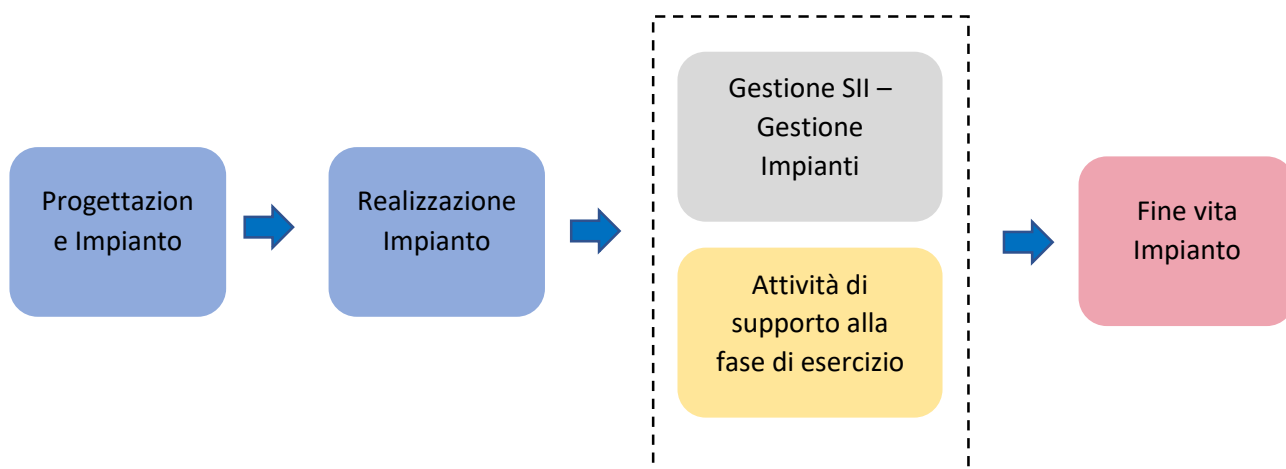 Progettazion
e Impianto
Realizzazione
Impianto
Gestione SII –
Gestione
Impianti
Attività di
supporto alla
fase di esercizio
Fine vita
Impianto